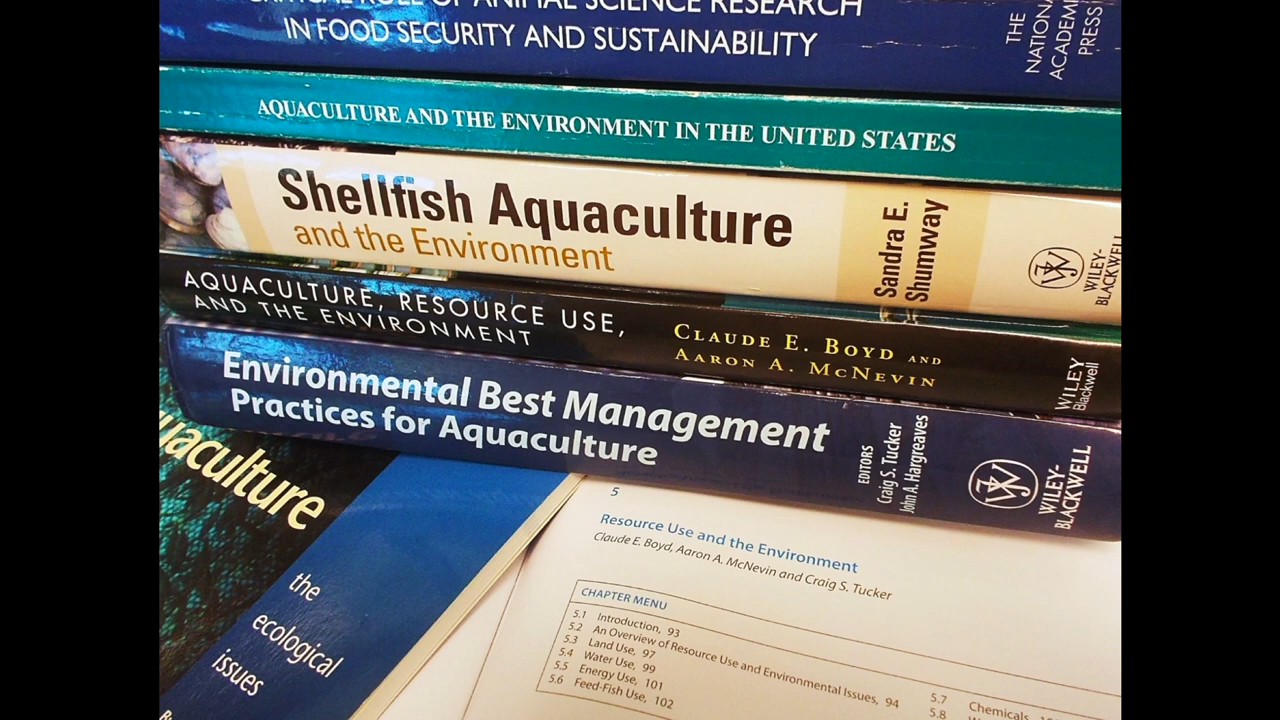 ROLE OF ANIMAL SCIENCE RESEARCH
IN FOOD SECURITY AND SUSTAINABILITY
THE
NATIONAL
ACADEMIES
PRESS
AQUACULTURE AND THE ENVIRONMENT IN THE UNITED STATES
Shellfish Aquaculture
and the Environment
Sandra E.
Shumway
WILEY-
BLACKWELL
AQUACULTURE, RESOURCE USE,
AND THE ENVIRONMENT
CLAUDE E. BOYD AND
AARON A. MCNEVIN
WILEY
Blackwell
Environmental Best Management
Practices for Aquaculture
EDITORS
Craig S. Tucker
John A. Hargreaves
WILEY-
BLACKWELL
uaculture
the
ecological
issues
5
Resource Use and the Environment
Claude E. Boyd, Aaron A. McNevin and Craig S. Tucker
CHAPTER MENU
5.1 Introduction, 93
5.2 An Overview of Resource Use and Environmental Issues, 94
5.3 Land Use, 97
5.4 Water Use, 99
5.5 Energy Use, 101
5.6 Feed-Fish Use, 102
5.7 Chemicals,
5.8